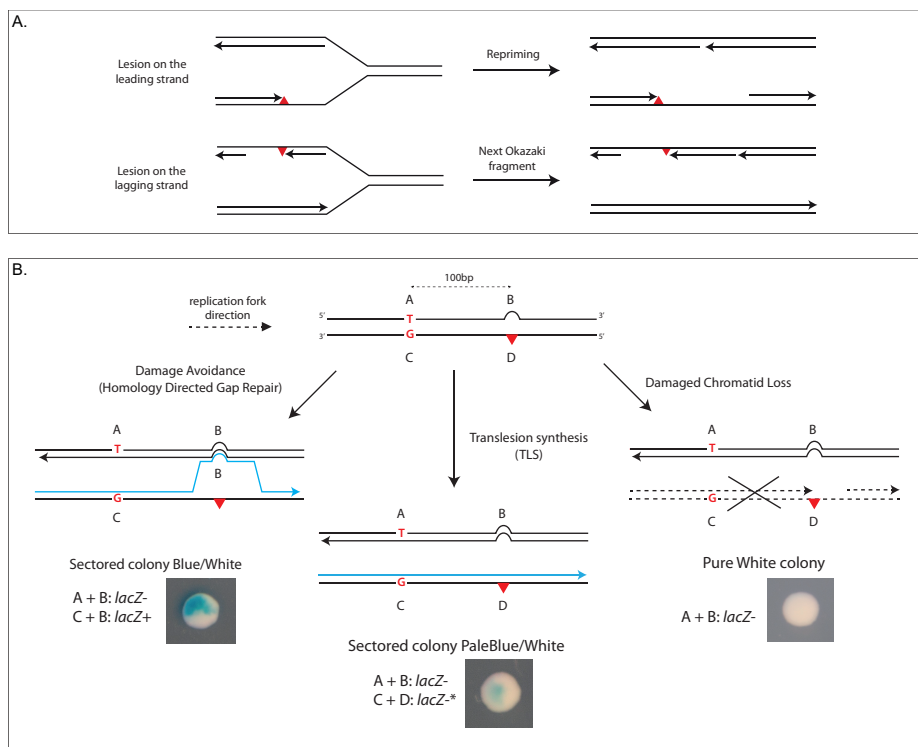 A.
Lesion on the
leading strand
Repriming
Lesion on the
lagging strand
Next Okazaki
fragment
B.
100bp
replication fork
direction
A
B
5'
T
3'
3'
G
5'
C
D
Damage Avoidance
(Homology Directed Gap Repair)
Translesion synthesis
(TLS)
Damaged Chromatid Loss
A
B
T
B
G
C
A
B
T
G
C
D
A
B
T
G
C
D
Sectored colony Blue/White
A + B: lacZ-
C + B: lacZ+
Sectored colony PaleBlue/White
A + B: lacZ-
C + D: lacZ-*
Pure White colony
A + B: lacZ-